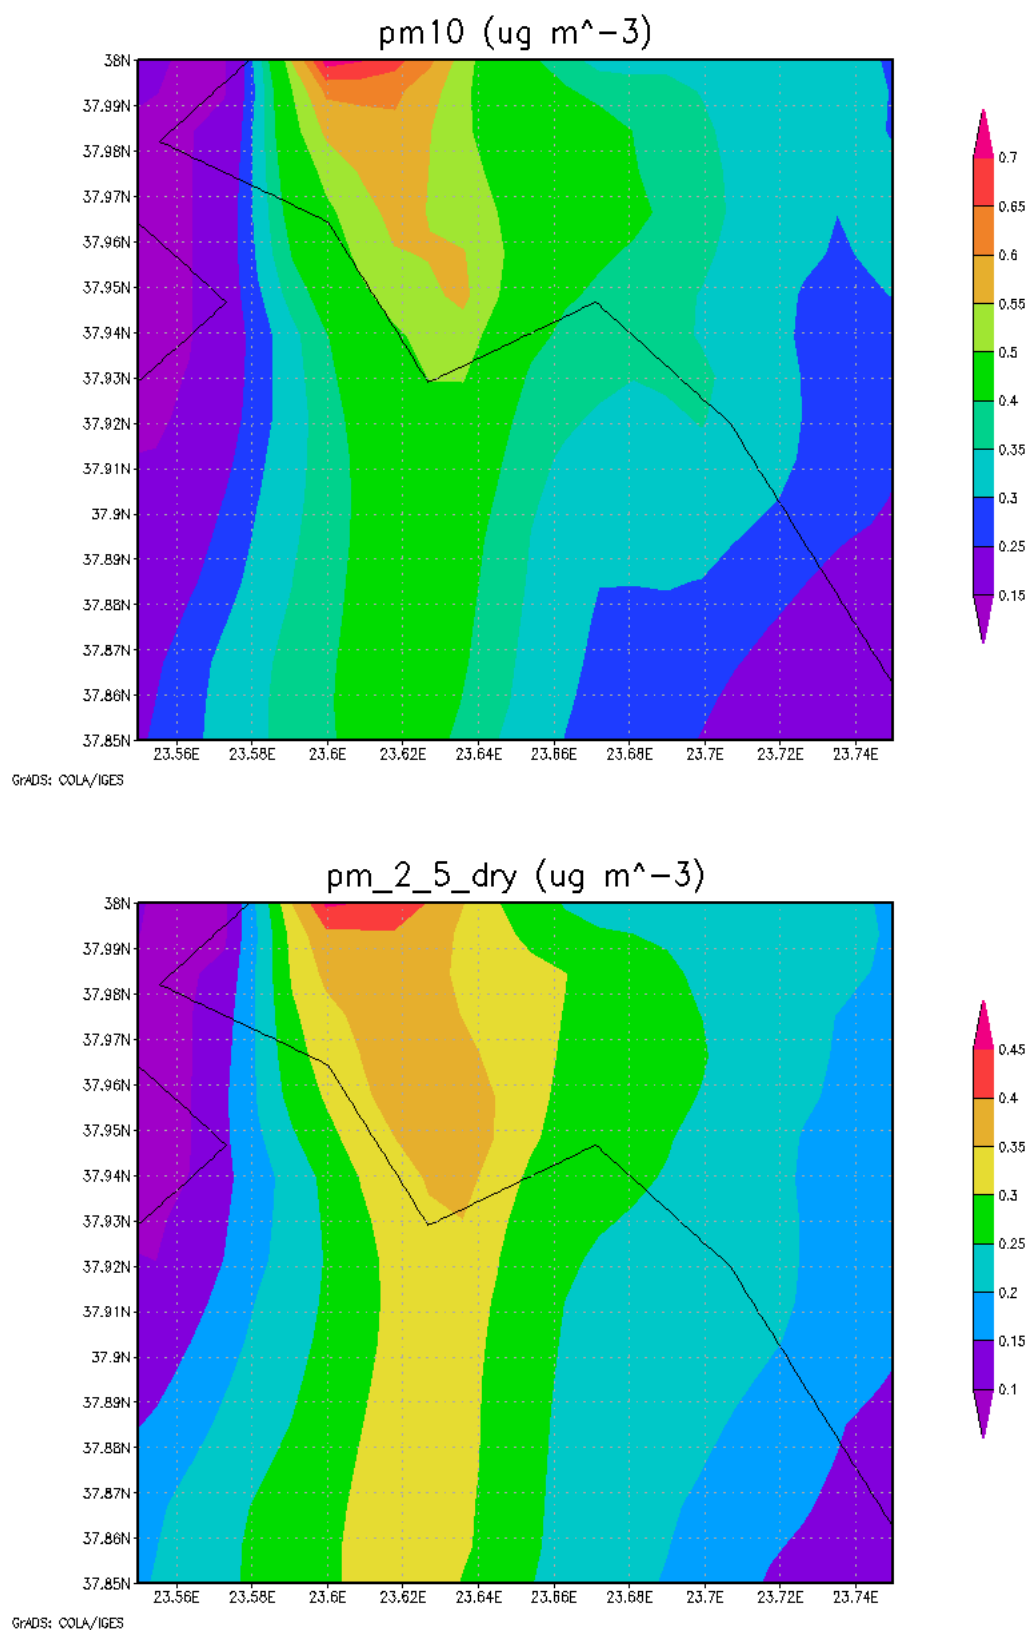 pm10 (ug m^-3)
38N
37.99N
37.98N
37.97N
37.96N
37.95N
37.94N
37.93N
37.92N
37.91N
37.9N
37.89N
37.88N
37.87N
37.86N
37.85N
23.56E 23.58E 23.6E 23.62E 23.64E 23.66E 23.68E 23.7E 23.72E 23.74E
0.7
0.65
0.6
0.55
0.5
0.4
0.35
0.3
0.25
0.15
GrADS: COLA/IGES
pm_2_5_dry (ug m^-3)
38N
37.99N
37.98N
37.97N
37.96N
37.95N
37.94N
37.93N
37.92N
37.91N
37.9N
37.89N
37.88N
37.87N
37.86N
37.85N
23.56E 23.58E 23.6E 23.62E 23.64E 23.66E 23.68E 23.7E 23.72E 23.74E
0.45
0.4
0.35
0.3
0.25
0.2
0.15
0.1
GrADS: COLA/IGES